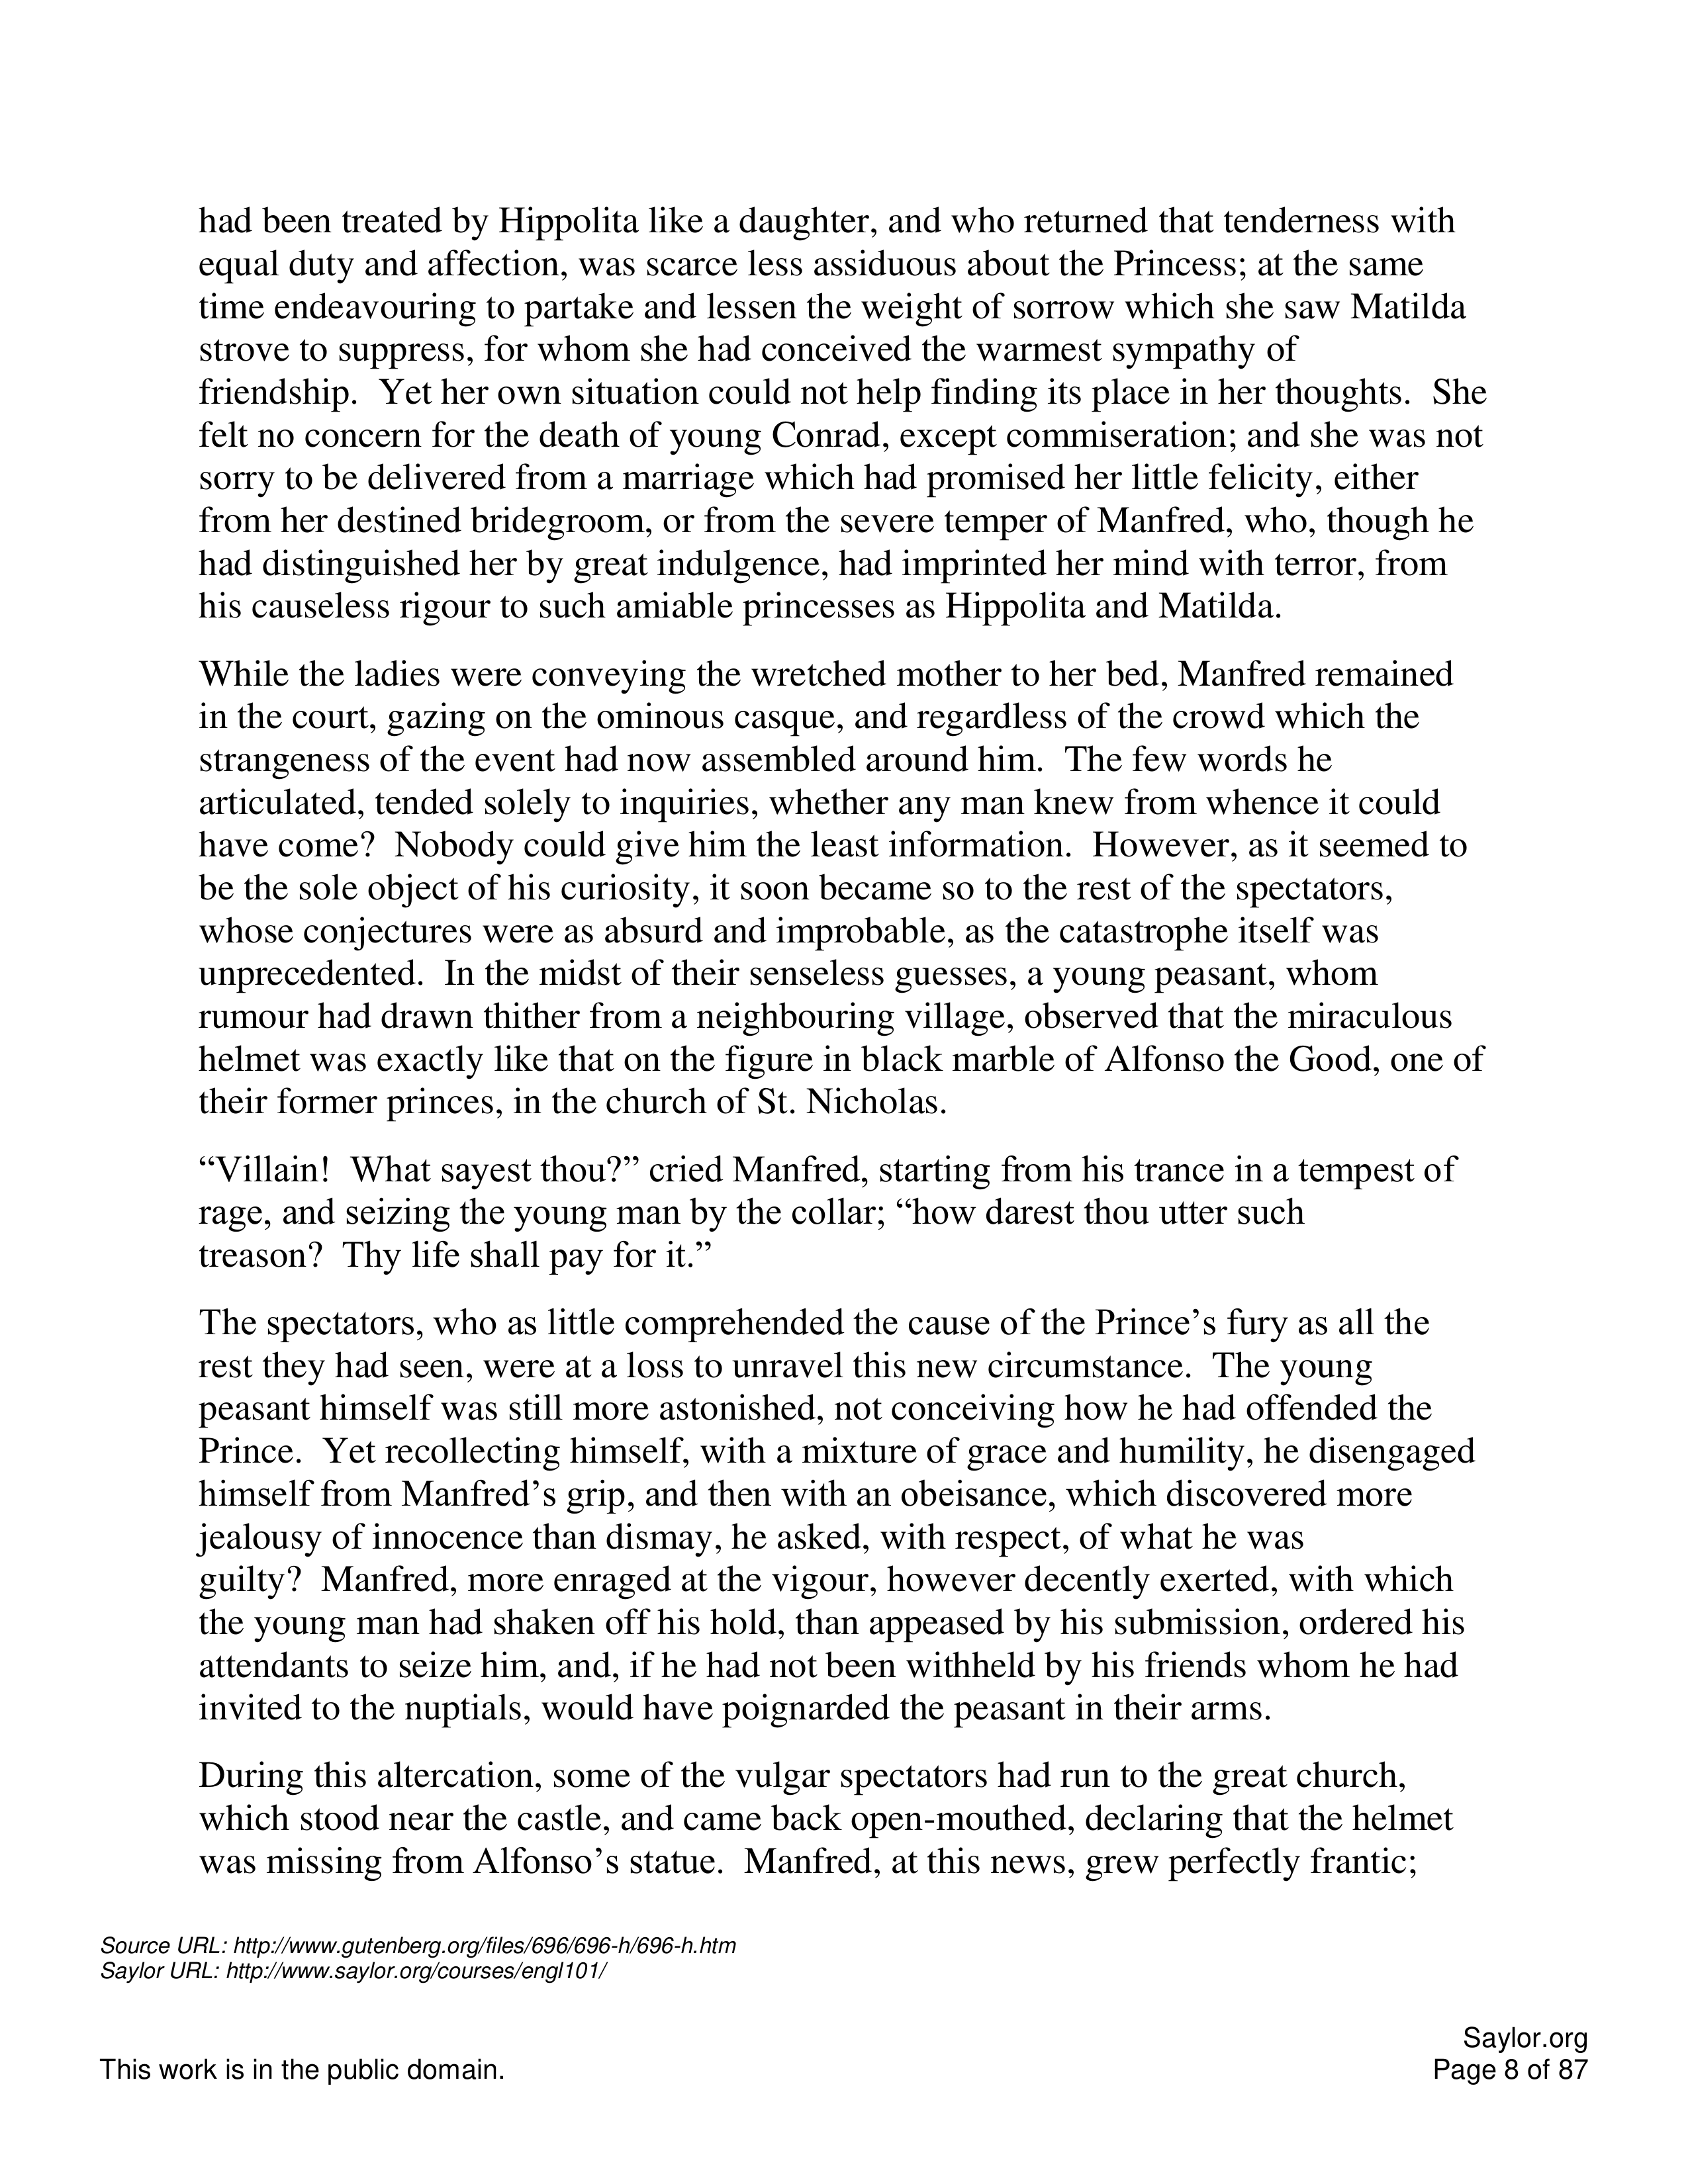 had been treated by Hippolita like a daughter, and who returned that tenderness with
equal duty and affection, was scarce less assiduous about the Princess; at the same
time endeavouring to partake and lessen the weight of sorrow which she saw Matilda
strove to suppress, for whom she had conceived the warmest sympathy of
friendship.  Yet her own situation could not help finding its place in her thoughts.  She
felt no concern for the death of young Conrad, except commiseration; and she was not
sorry to be delivered from a marriage which had promised her little felicity, either
from her destined bridegroom, or from the severe temper of Manfred, who, though he
had distinguished her by great indulgence, had imprinted her mind with terror, from
his causeless rigour to such amiable princesses as Hippolita and Matilda.
While the ladies were conveying the wretched mother to her bed, Manfred remained
in the court, gazing on the ominous casque, and regardless of the crowd which the
strangeness of the event had now assembled around him.  The few words he
articulated, tended solely to inquiries, whether any man knew from whence it could
have come?  Nobody could give him the least information.  However, as it seemed to
be the sole object of his curiosity, it soon became so to the rest of the spectators,
whose conjectures were as absurd and improbable, as the catastrophe itself was
unprecedented.  In the midst of their senseless guesses, a young peasant, whom
rumour had drawn thither from a neighbouring village, observed that the miraculous
helmet was exactly like that on the figure in black marble of Alfonso the Good, one of
their former princes, in the church of St. Nicholas.
“Villain!  What sayest thou?” cried Manfred, starting from his trance in a tempest of
rage, and seizing the young man by the collar; “how darest thou utter such
treason?  Thy life shall pay for it.”
The spectators, who as little comprehended the cause of the Prince’s fury as all the
rest they had seen, were at a loss to unravel this new circumstance.  The young
peasant himself was still more astonished, not conceiving how he had offended the
Prince.  Yet recollecting himself, with a mixture of grace and humility, he disengaged
himself from Manfred’s grip, and then with an obeisance, which discovered more
jealousy of innocence than dismay, he asked, with respect, of what he was
guilty?  Manfred, more enraged at the vigour, however decently exerted, with which
the young man had shaken off his hold, than appeased by his submission, ordered his
attendants to seize him, and, if he had not been withheld by his friends whom he had
invited to the nuptials, would have poignarded the peasant in their arms.
During this altercation, some of the vulgar spectators had run to the great church,
which stood near the castle, and came back open-mouthed, declaring that the helmet
was missing from Alfonso’s statue.  Manfred, at this news, grew perfectly frantic;
Source URL: http://www.gutenberg.org/files/696/696-h/696-h.htm
Saylor URL: http://www.saylor.org/courses/engl101/
Saylor.org
This work is in the public domain.
Page 8 of 87